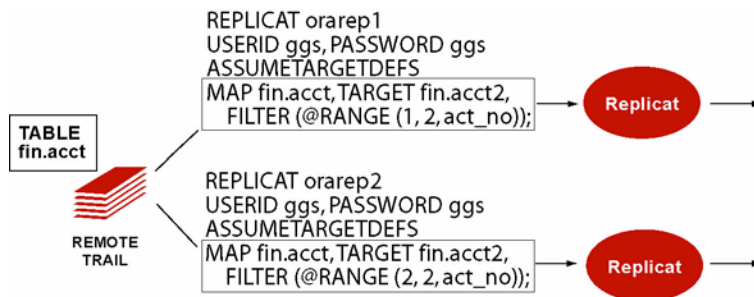 REPLICAT orarep1
USERID ggs, PASSWORD ggs
ASSUMETARGETDEFS
MAP fin.acct, TARGET fin.acct2,
FILTER (@RANGE (1, 2, act_no));
Replicat
TABLE
fin.acct
REMOTE
TRAIL
REPLICAT orarep2
USERID ggs, PASSWORD ggs
ASSUMETARGETDEFS
MAP fin.acct, TARGET fin.acct2,
FILTER (@RANGE (2, 2, act_no));
Replicat